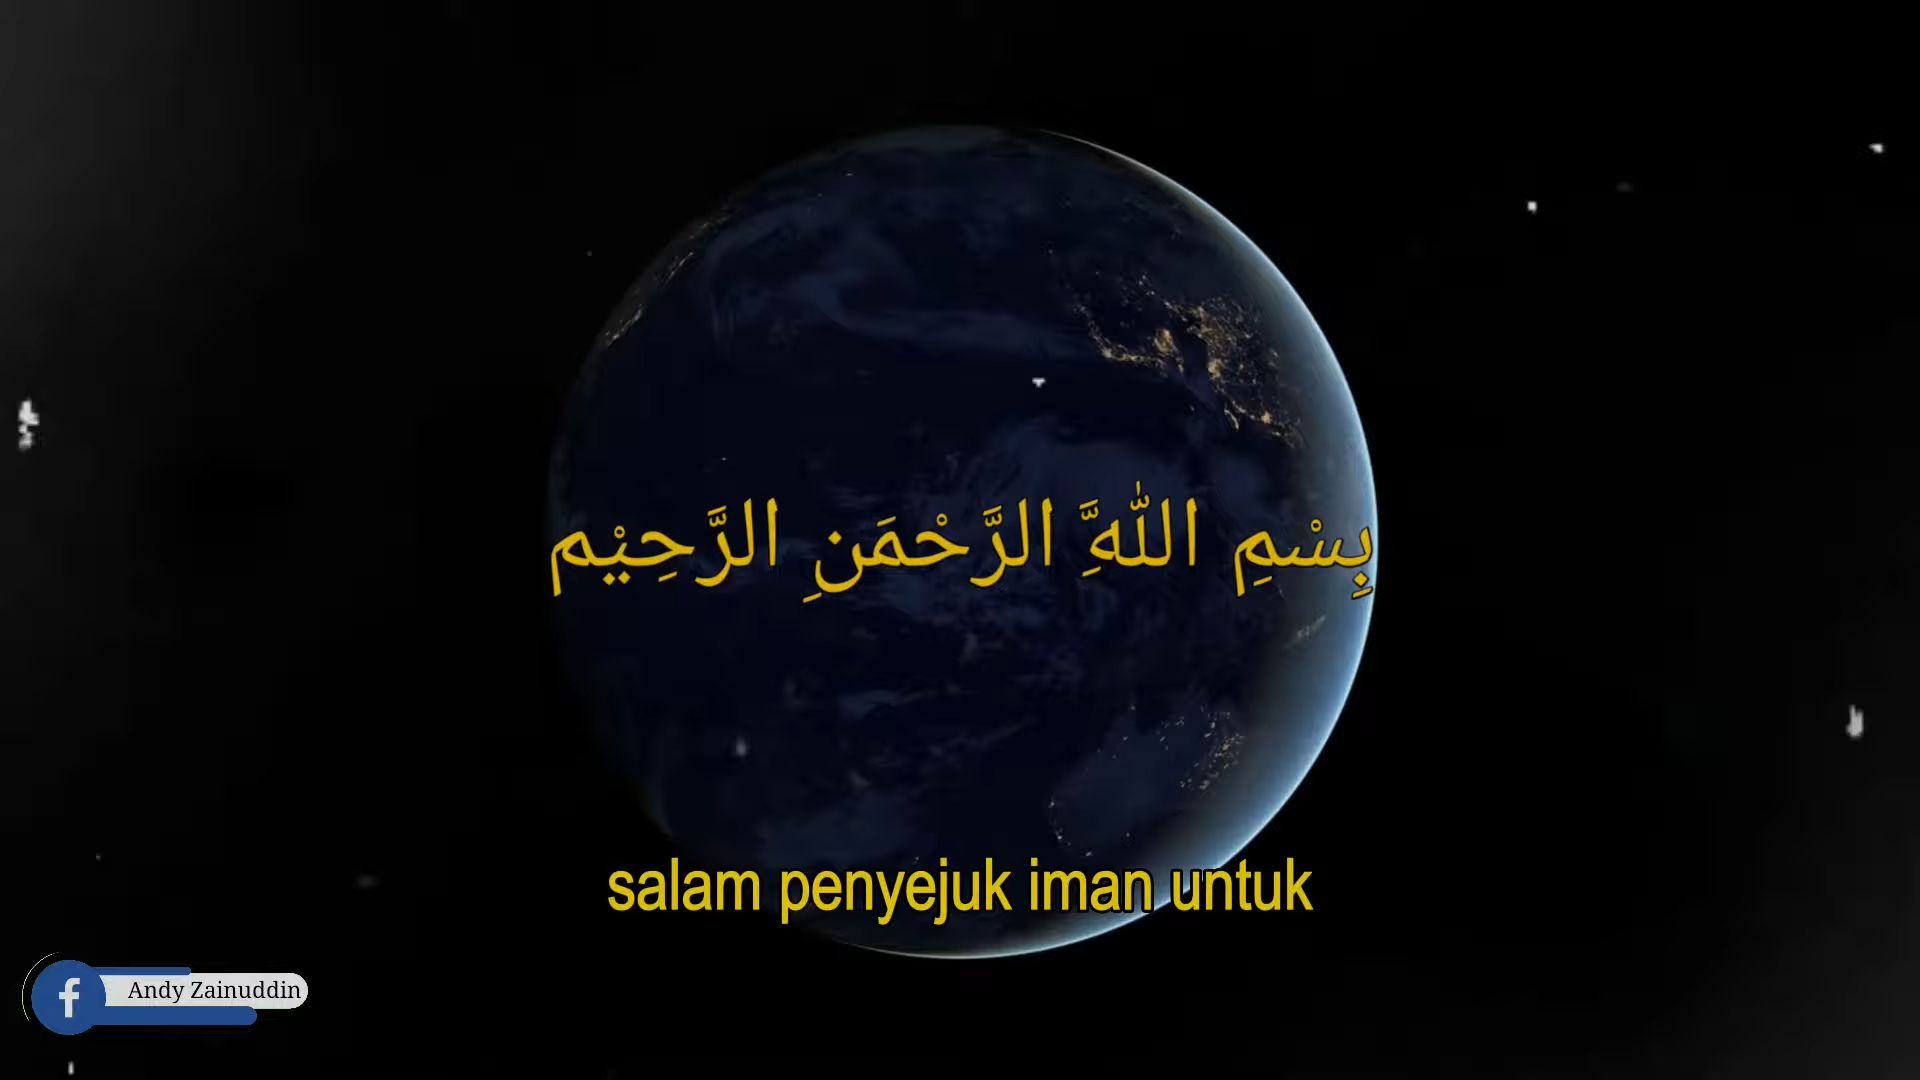 بِسْمِ اللّٰهِ الرَّحْمَنِ الرَّحِيْم
salam penyejuk iman untuk
Andy Zainuddin